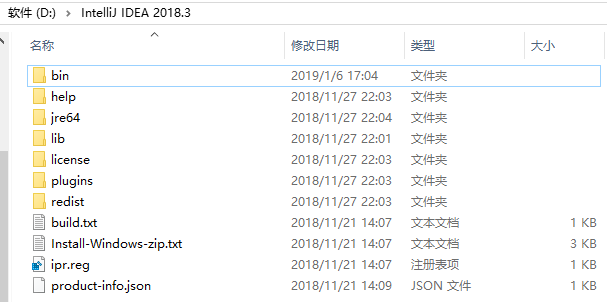 软件 (D:) > IntelliJ IDEA 2018.3
名称 修改日期 类型 大小
bin 2019/1/6 17:04 文件夹
help 2018/11/27 22:03 文件夹
jre64 2018/11/27 22:04 文件夹
lib 2018/11/27 22:01 文件夹
license 2018/11/27 22:03 文件夹
plugins 2018/11/27 22:03 文件夹
redist 2018/11/27 22:03 文件夹
build.txt 2018/11/21 14:07 文本文档 1 KB
Install-Windows-zip.txt 2018/11/21 14:07 文本文档 3 KB
ipr.reg 2018/11/21 14:07 注册表项 1 KB
product-info.json 2018/11/21 14:09 JSON 文件 1 KB